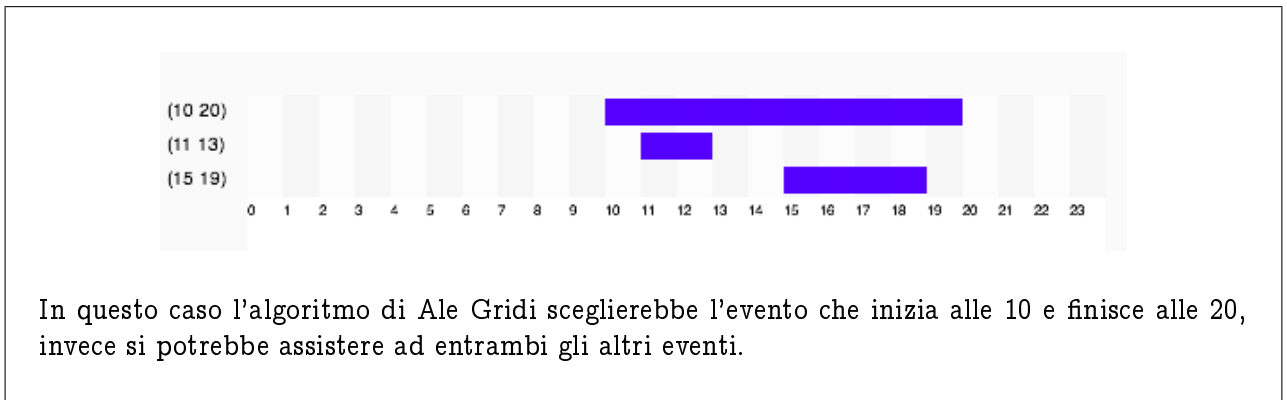 (10 20)
(11 13)
(15 19)
0 1 2 3 4 5 6 7 8 9 10 11 12 13 14 15 16 17 18 19 20 21 22 23
In questo caso l'algoritmo di Ale Gridi sceglierebbe l'evento che inizia alle 10 e finisce alle 20,
invece si potrebbe assistere ad entrambi gli altri eventi.